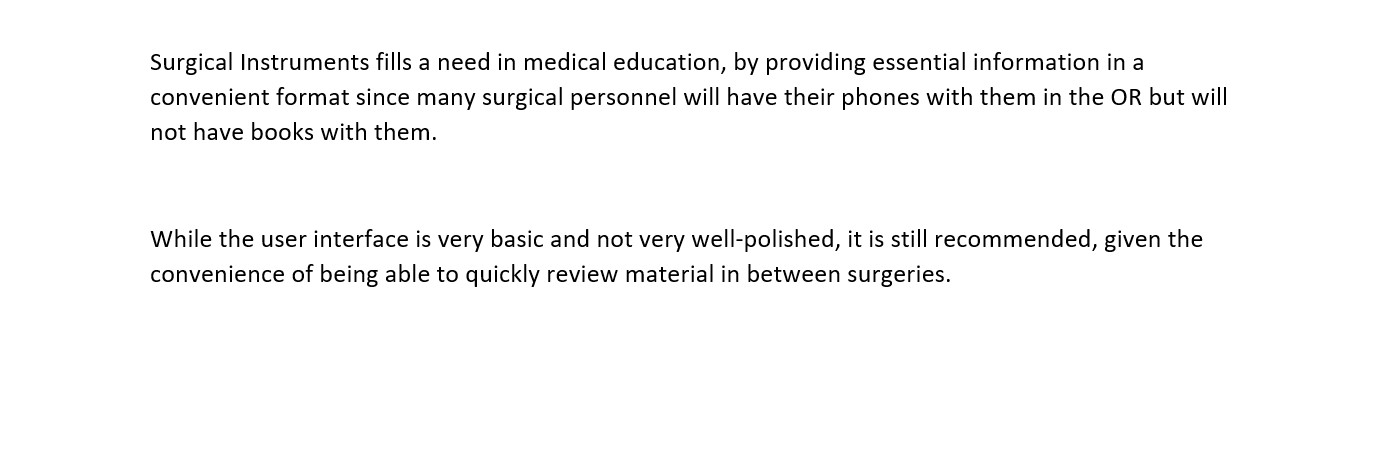 Surgical Instruments fills a need in medical education, by providing essential information in a
convenient format since many surgical personnel will have their phones with them in the OR but will
not have books with them.
While the user interface is very basic and not very well-polished, it is still recommended, given the
convenience of being able to quickly review material in between surgeries.